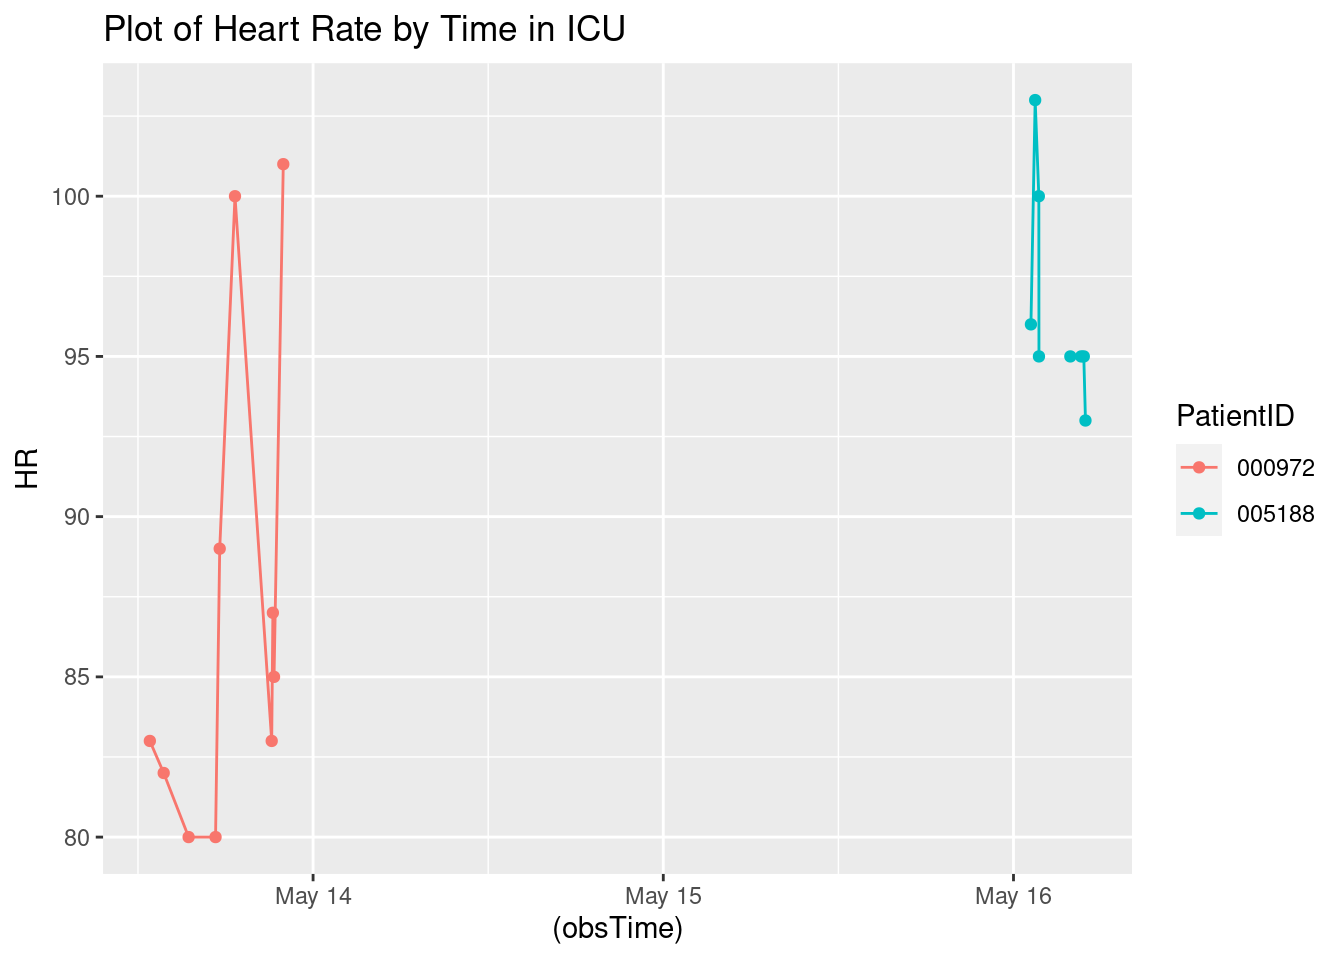 Plot of Heart Rate by Time in ICU
HR
100
95
90
85
80
May 14
May 15
May 16
(obsTime)
PatientID
000972
005188